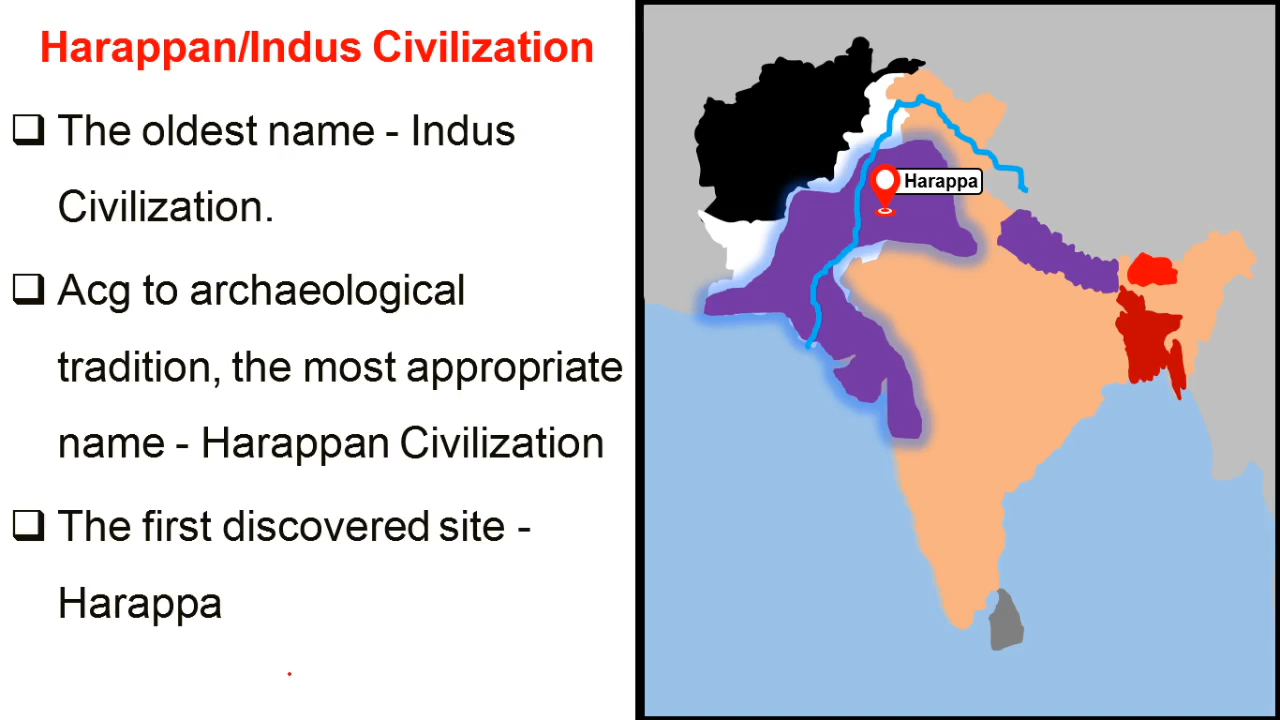 Harappan/Indus Civilization
❑ The oldest name - Indus
Civilization.
❑ Acg to archaeological
tradition, the most appropriate
name - Harappan Civilization
❑ The first discovered site -
Harappa
Harappa